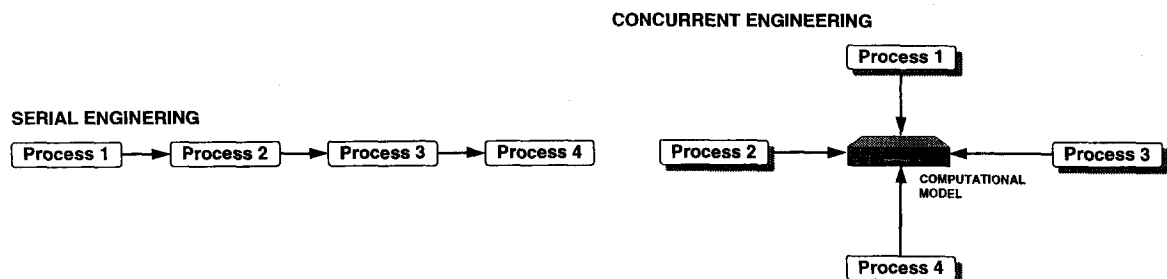 SERIAL ENGINERING
Process 1
Process 2
Process 3
Process 4
CONCURRENT ENGINEERING
Process 1
Process 2
Process 3
COMPUTATIONAL
MODEL
Process 4